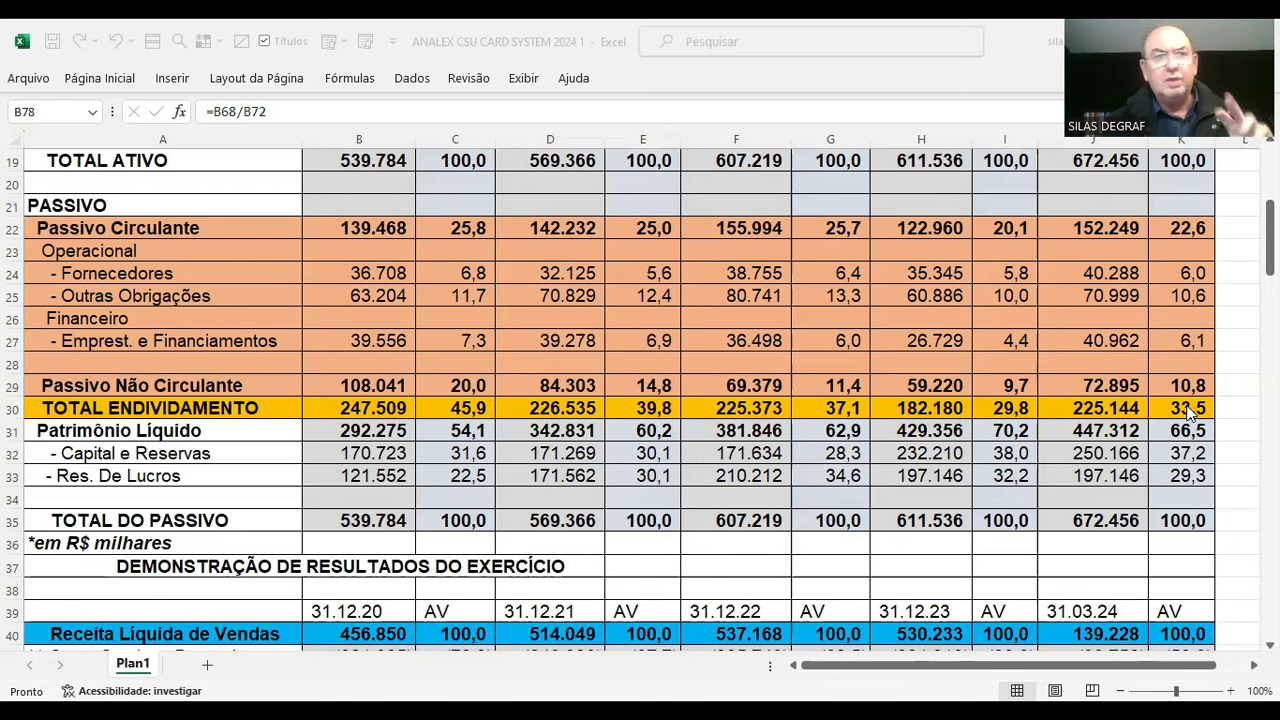 Títulos
ANALEX CSU CARD SYSTEM 2024 1 - Excel
Pesquisar
silas
Arquivo Página Inicial Inserir Layout da Página Fórmulas Dados Revisão Exibir Ajuda
SILAS DEGRAF
B78 fx =B68/B72
A B C D E F G H I J K L
19 TOTAL ATIVO 539.784 100,0 569.366 100,0 607.219 100,0 611.536 100,0 672.456 100,0
20
21 PASSIVO
22 Passivo Circulante 139.468 25,8 142.232 25,0 155.994 25,7 122.960 20,1 152.249 22,6
23 Operacional
24 - Fornecedores 36.708 6,8 32.125 5,6 38.755 6,4 35.345 5,8 40.288 6,0
25 - Outras Obrigações 63.204 11,7 70.829 12,4 80.741 13,3 60.886 10,0 70.999 10,6
26 Financeiro
27 - Emprest. e Financiamentos 39.556 7,3 39.278 6,9 36.498 6,0 26.729 4,4 40.962 6,1
28
29 Passivo Não Circulante 108.041 20,0 84.303 14,8 69.379 11,4 59.220 9,7 72.895 10,8
30 TOTAL ENDIVIDAMENTO 247.509 45,9 226.535 39,8 225.373 37,1 182.180 29,8 225.144 33,5
31 Patrimônio Líquido 292.275 54,1 342.831 60,2 381.846 62,9 429.356 70,2 447.312 66,5
32 - Capital e Reservas 170.723 31,6 171.269 30,1 171.634 28,3 232.210 38,0 250.166 37,2
33 - Res. De Lucros 121.552 22,5 171.562 30,1 210.212 34,6 197.146 32,2 197.146 29,3
34
35 TOTAL DO PASSIVO 539.784 100,0 569.366 100,0 607.219 100,0 611.536 100,0 672.456 100,0
36 *em R$ milhares
37 DEMONSTRAÇÃO DE RESULTADOS DO EXERCÍCIO
38
39 31.12.20 AV 31.12.21 AV 31.12.22 AV 31.12.23 AV 31.03.24 AV
40 Receita Líquida de Vendas 456.850 100,0 514.049 100,0 537.168 100,0 530.233 100,0 139.228 100,0
Plan1
Pronto Acessibilidade: investigar 100%